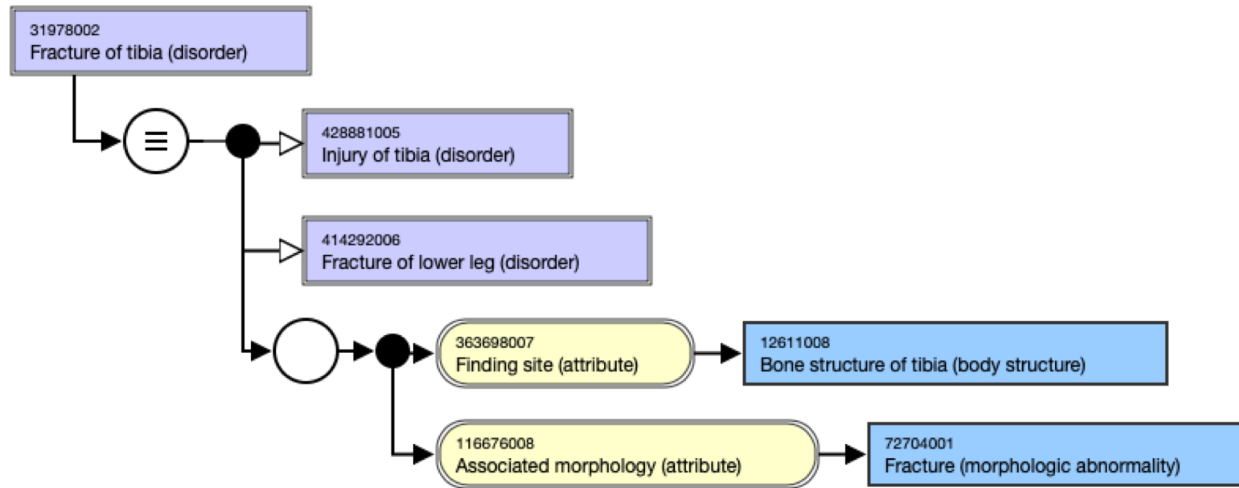 31978002
Fracture of tibia (disorder)
428881005
Injury of tibia (disorder)
414292006
Fracture of lower leg (disorder)
363698007
Finding site (attribute)
12611008
Bone structure of tibia (body structure)
116676008
Associated morphology (attribute)
72704001
Fracture (morphologic abnormality)